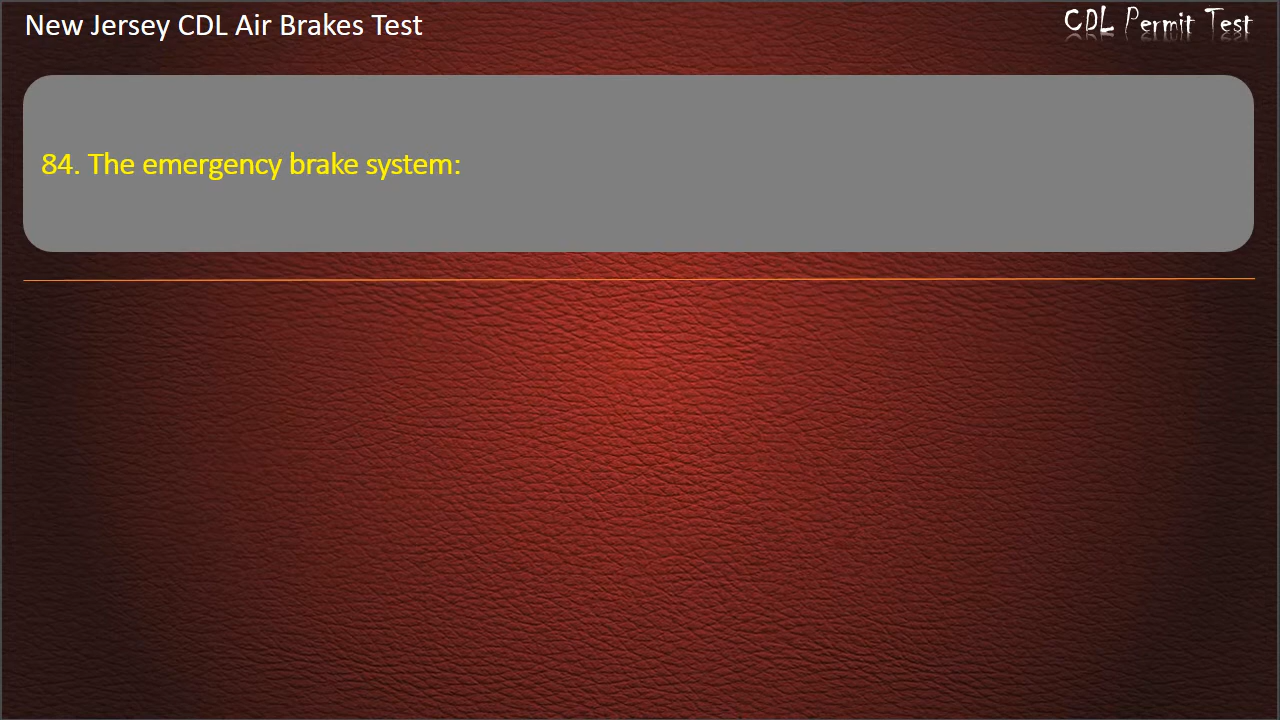 New Jersey CDL Air Brakes Test
CDL Permit Test
84. The emergency brake system: